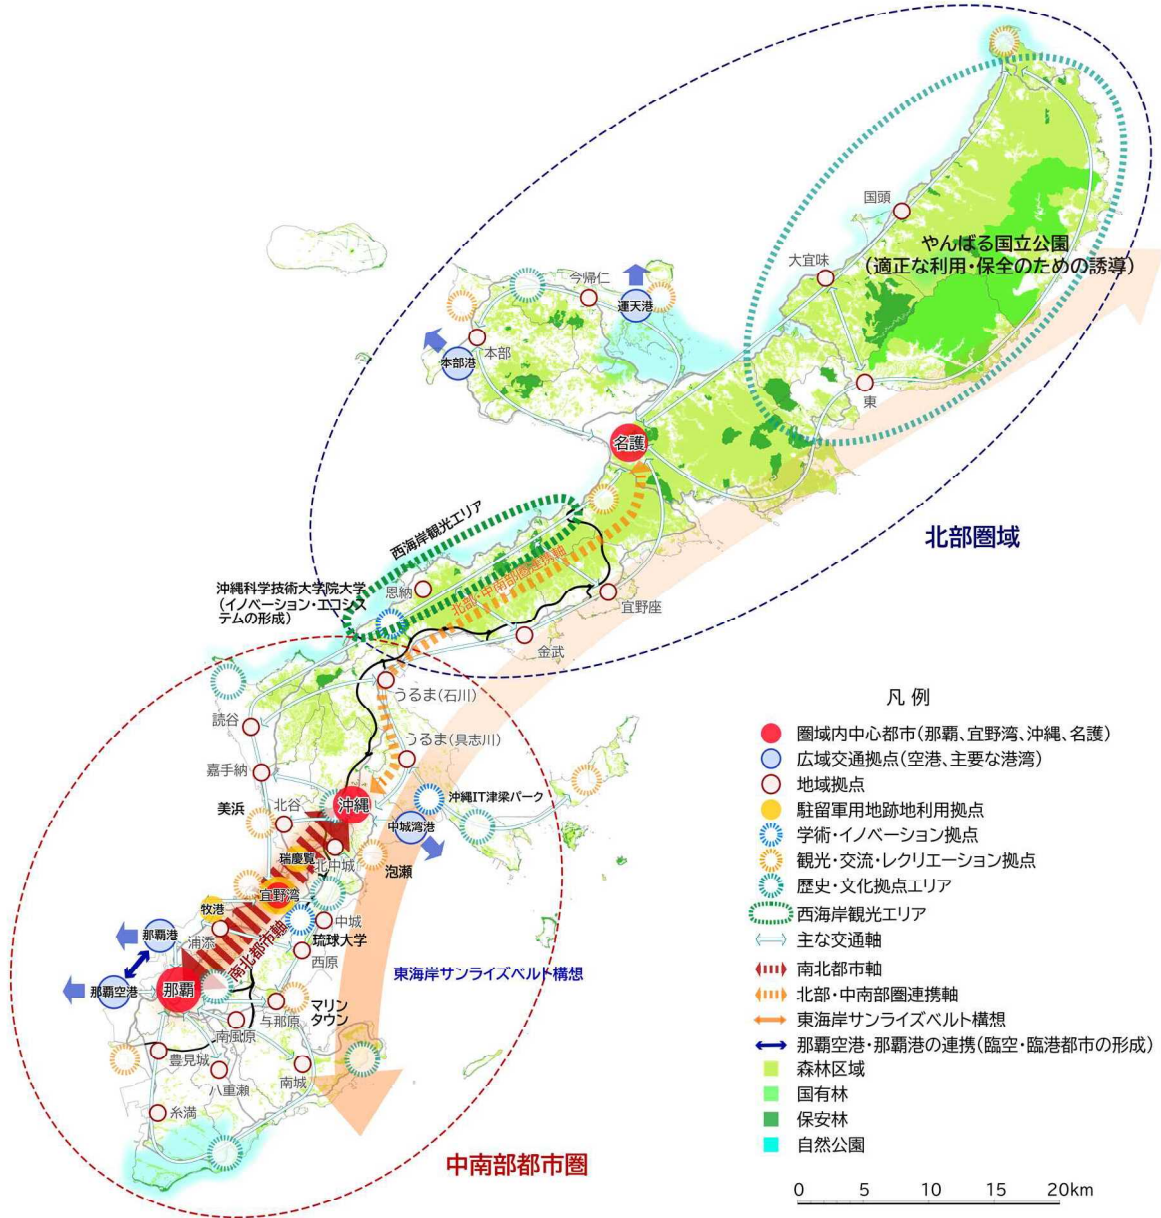 国頭
やんばる国立公園
(適正な利用・保全のための誘導)
大宜味
今帰仁
運天港
本部
本部港
東
名護
北部圏域
西海岸観光エリア
北部・中南部圏連携軸
沖縄科学技術大学院大学
(イノベーション・エコシス
テムの形成)
恩納
宜野座
金武
うるま(石川)
読谷
うるま(具志川)
嘉手納
沖縄IT津梁パーク
美浜
北谷
沖縄
中城湾港
瑞慶覧
北中城
泡瀬
宜野湾
牧港
中城
那覇港
浦添
南北都市軸
琉球大学
西原
東海岸サンライズベルト構想
那覇空港
那覇
マリン
タウン
与那原
南風原
豊見城
八重瀬
南城
糸満
中南部都市圏
凡例
圏域内中心都市(那覇、宜野湾、沖縄、名護)
広域交通拠点(空港、主要な港湾)
地域拠点
駐留軍用地跡地利用拠点
学術・イノベーション拠点
観光・交流・レクリエーション拠点
歴史・文化拠点エリア
西海岸観光エリア
主な交通軸
南北都市軸
北部・中南部圏連携軸
東海岸サンライズベルト構想
那覇空港・那覇港の連携(臨空・臨港都市の形成)
森林区域
国有林
保安林
自然公園
0 5 10 15 20km